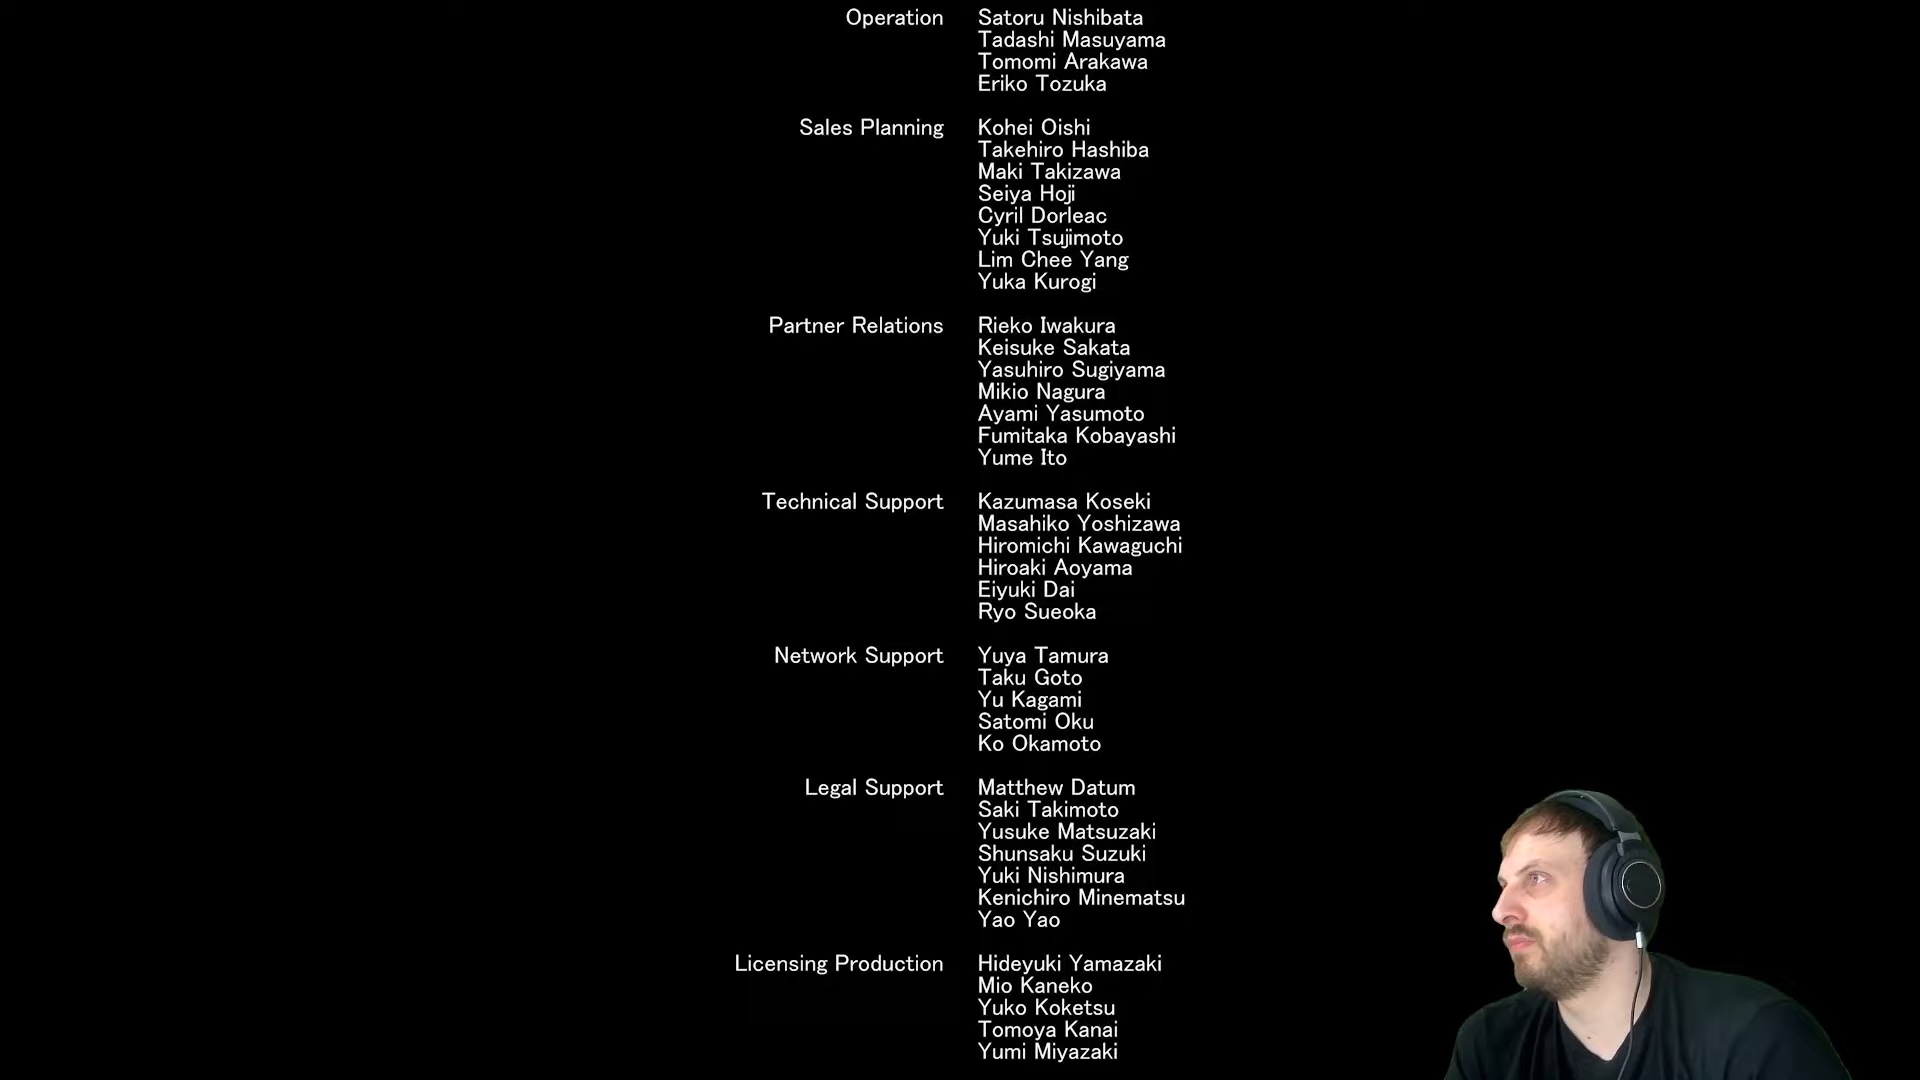 Operation Satoru Nishibata
Tadashi Masuyama
Tomomi Arakawa
Eriko Tozuka
Sales Planning Kohei Oishi
Takehiro Hashiba
Maki Takizawa
Seiya Hoji
Cyril Dorleac
Yuki Tsujimoto
Lim Chee Yang
Yuka Kurogi
Partner Relations Rieko Iwakura
Keisuke Sakata
Yasuhiro Sugiyama
Mikio Nagura
Ayami Yasumoto
Fumitaka Kobayashi
Yume Ito
Technical Support Kazumasa Koseki
Masahiko Yoshizawa
Hiromichi Kawaguchi
Hiroaki Aoyama
Eiyuki Dai
Ryo Sueoka
Network Support Yuya Tamura
Taku Goto
Yu Kagami
Satomi Oku
Ko Okamoto
Legal Support Matthew Datum
Saki Takimoto
Yusuke Matsuzaki
Shunsaku Suzuki
Yuki Nishimura
Kenichiro Minematsu
Yao Yao
Licensing Production Hideyuki Yamazaki
Mio Kaneko
Yuko Koketsu
Tomoya Kanai
Yumi Miyazaki